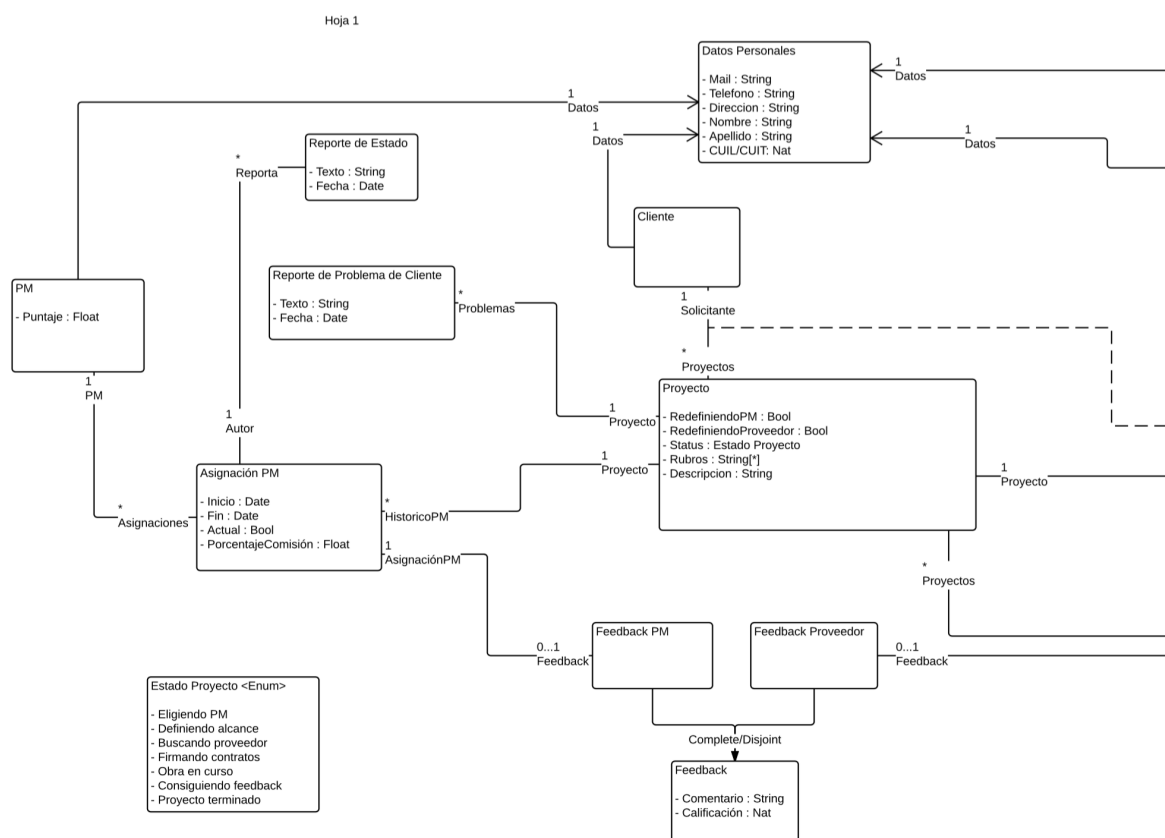 Hoja 1
Datos Personales
- Mail : String
- Telefono : String
- Direccion : String
- Nombre : String
- Apellido : String
- CUIL/CUIT: Nat
1
Datos
1
Datos
1
Datos
1
Datos
Reporte de Estado
- Texto : String
- Fecha : Date
*
Reporta
Cliente
PM
- Puntaje : Float
Reporte de Problema de Cliente
- Texto : String
- Fecha : Date
*
Problemas
1
Solicitante
*
Proyectos
1
PM
Proyecto
- RedefiniendoPM : Bool
- RedefiniendoProveedor : Bool
- Status : Estado Proyecto
- Rubros : String[*]
- Descripcion : String
1
Proyecto
1
Proyecto
1
Proyecto
1
Autor
Asignación PM
- Inicio : Date
- Fin : Date
- Actual : Bool
- PorcentajeComisión : Float
*
Asignaciones
*
HistoricoPM
1
AsignaciónPM
*
Proyectos
Feedback PM
Feedback Proveedor
0...1
Feedback
0...1
Feedback
Estado Proyecto <Enum>
- Eligiendo PM
- Definiendo alcance
- Buscando proveedor
- Firmando contratos
- Obra en curso
- Consiguiendo feedback
- Proyecto terminado
Complete/Disjoint
Feedback
- Comentario : String
- Calificación : Nat